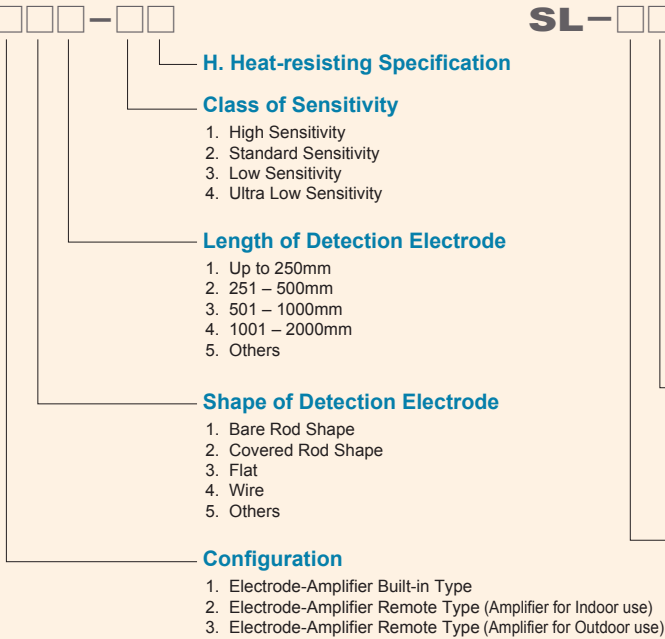 □□□-□□
SL-□□
H. Heat-resisting Specification
Class of Sensitivity
1. High Sensitivity
2. Standard Sensitivity
3. Low Sensitivity
4. Ultra Low Sensitivity
Length of Detection Electrode
1. Up to 250mm
2. 251 – 500mm
3. 501 – 1000mm
4. 1001 – 2000mm
5. Others
Shape of Detection Electrode
1. Bare Rod Shape
2. Covered Rod Shape
3. Flat
4. Wire
5. Others
Configuration
1. Electrode-Amplifier Built-in Type
2. Electrode-Amplifier Remote Type (Amplifier for Indoor use)
3. Electrode-Amplifier Remote Type (Amplifier for Outdoor use)